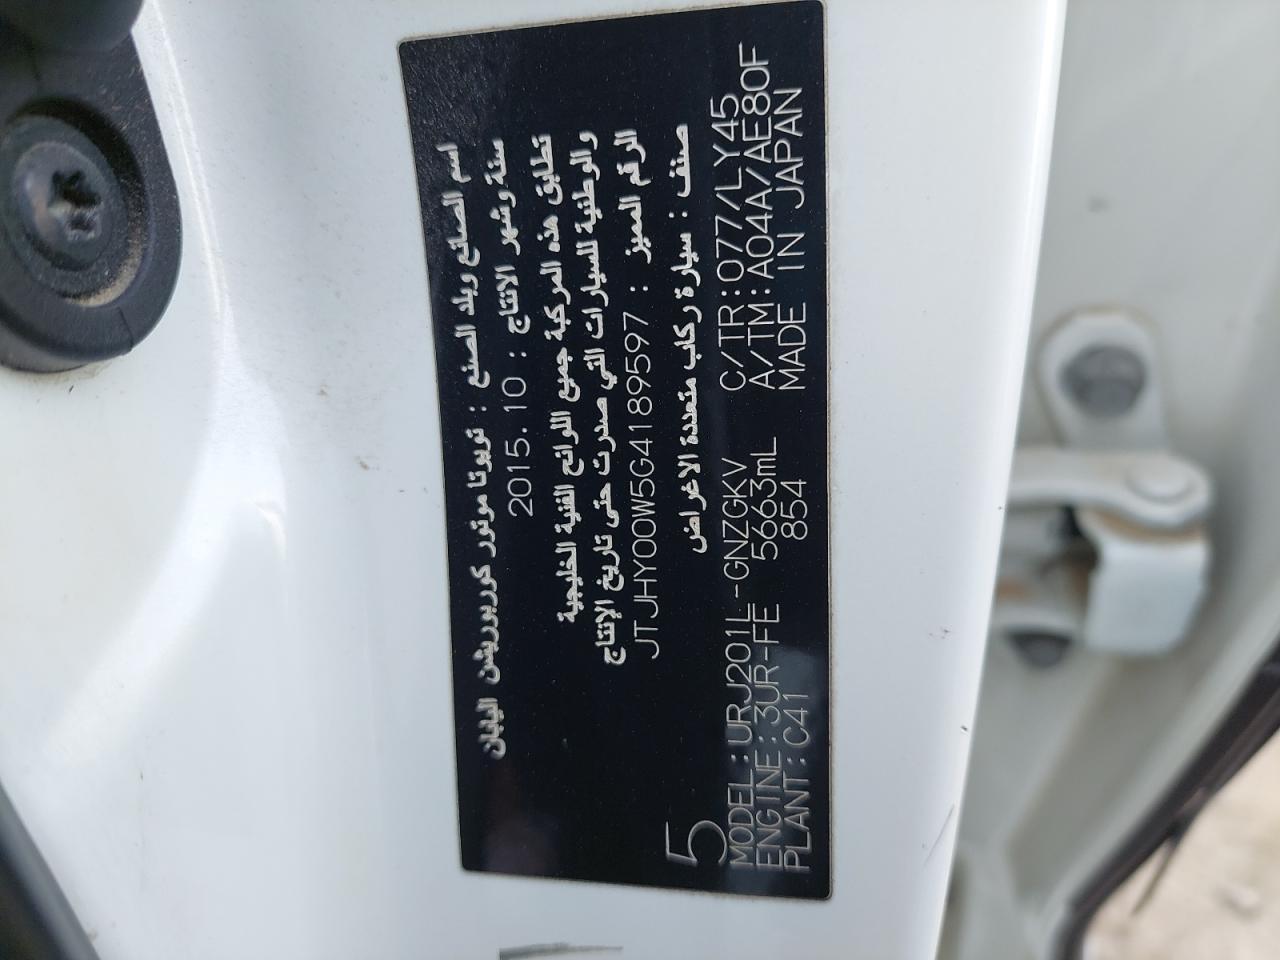 اسم الصانع وبلد الصنع : تويوتا موتور كوربوريشن اليابان
سنة وشهر الانتاج : 2015.10
تطابق هذه المركبة جميع اللوائح الفنية الخليجية
والوطنية للسيارات التي صدرت حتى تاريخ الإنتاج
الرقم المميز : JTJHY00W5G4189597
صنف : سيارة ركاب متعددة الاغراض
5
MODEL:URJ201L-GNZGKV C/TR:077/LY45
ENGINE:3UR-FE 5663mL A/TM:A04A/AE80F
PLANT:C41 854 MADE IN JAPAN